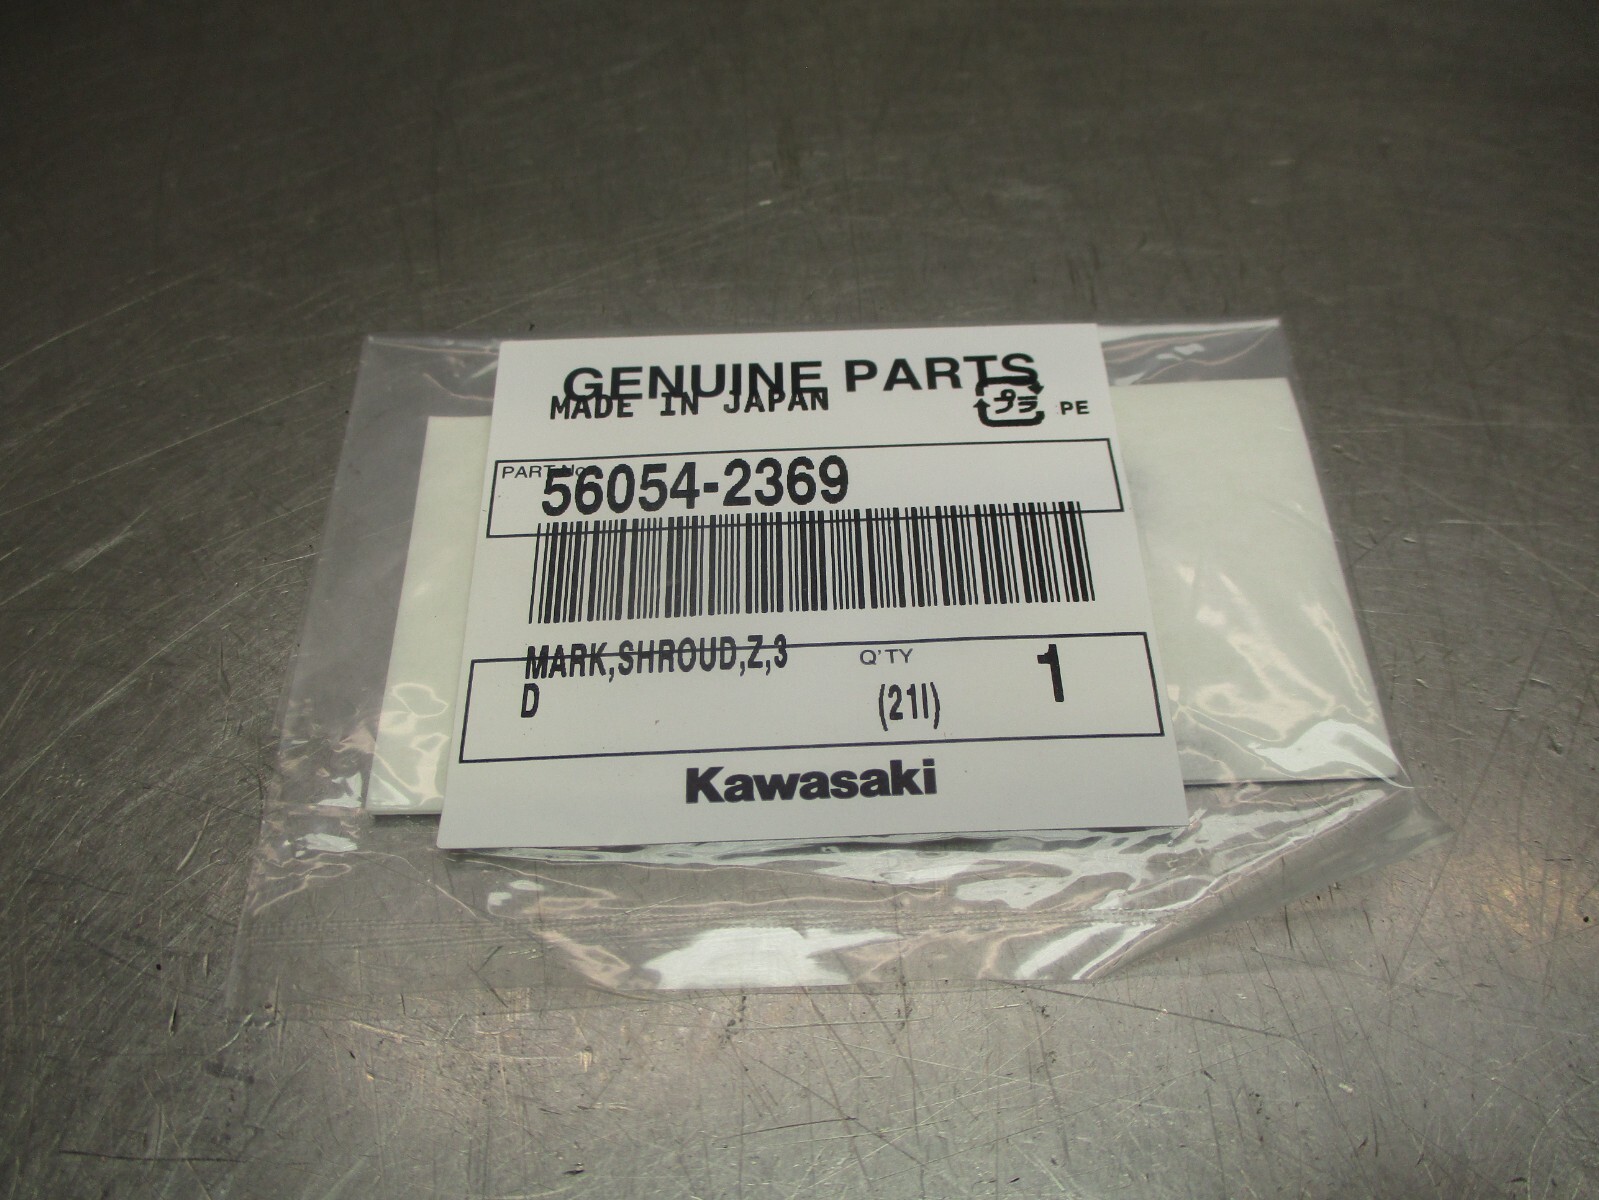 GENUINE PARTS
MADE IN JAPAN
プラ PE
PART No.
56054-2369
MARK,SHROUD,Z,3
D
Q'TY
(21I)
1
Kawasaki